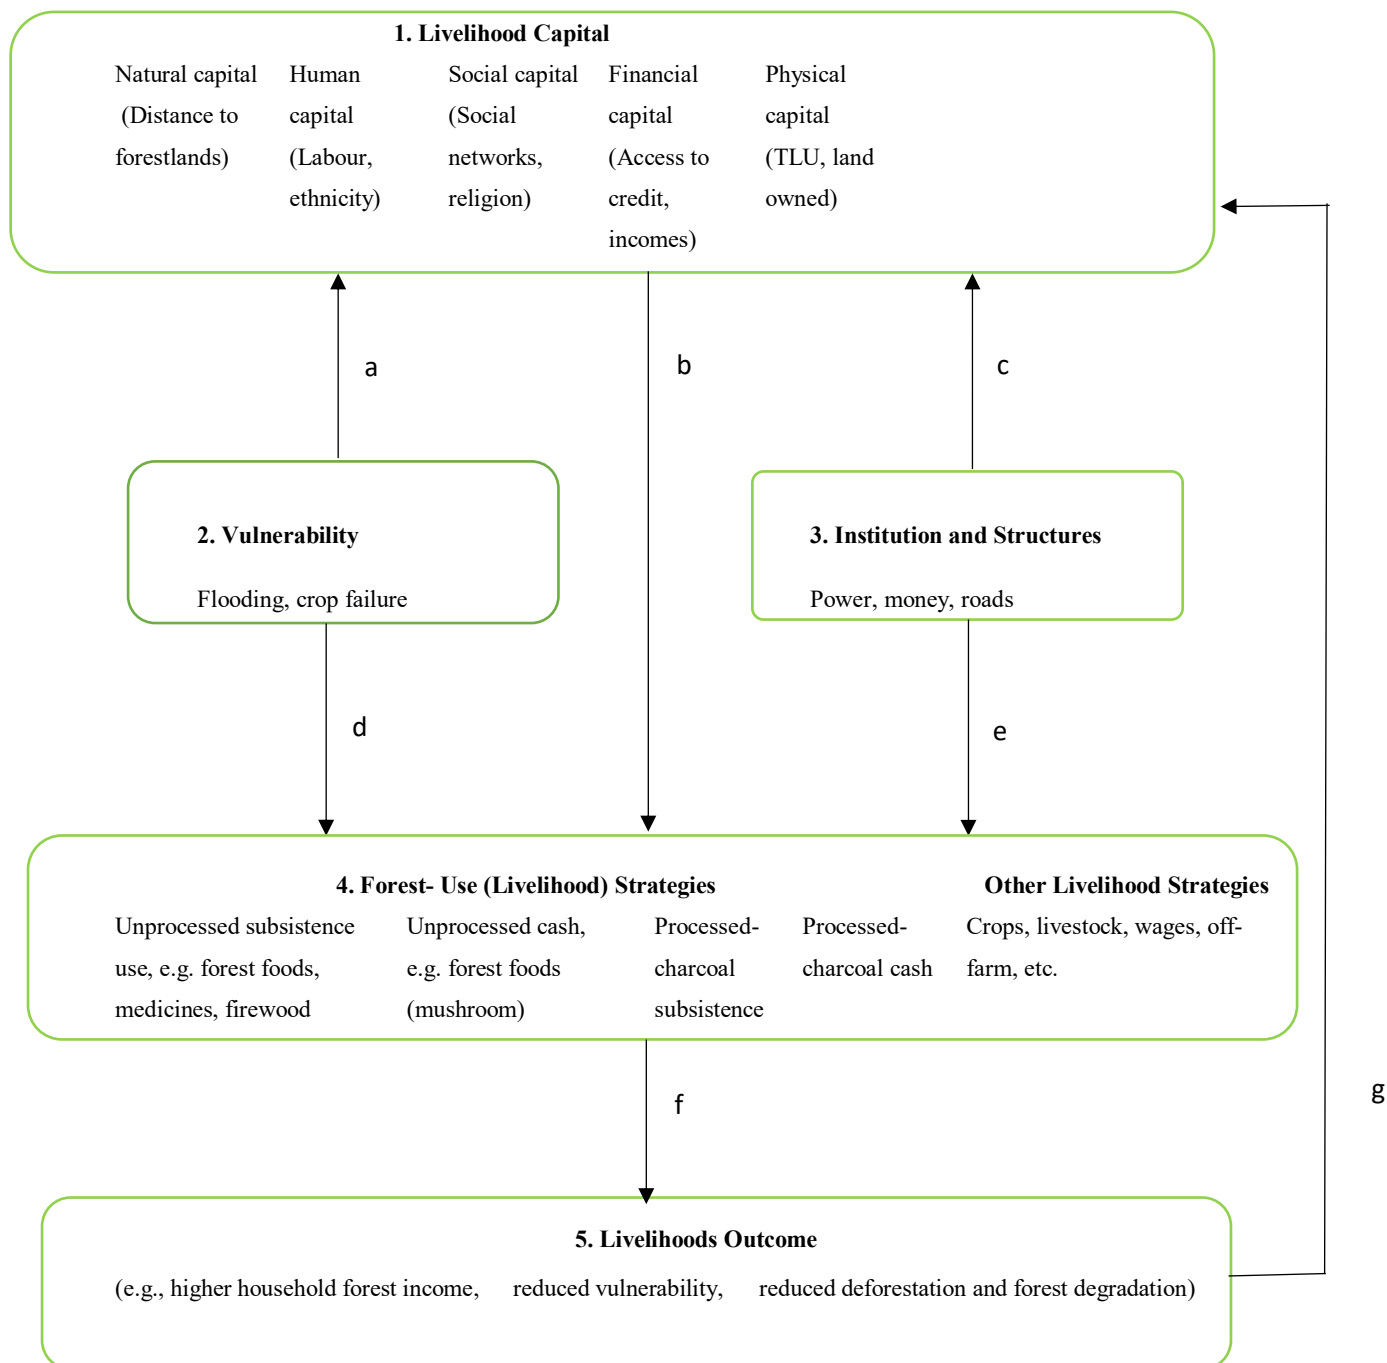 1. Livelihood Capital
Natural capital
(Distance to
forestlands)
Human
capital
(Labour,
ethnicity)
Social capital
(Social
networks,
religion)
Financial
capital
(Access to
credit,
incomes)
Physical
capital
(TLU, land
owned)
a
b
c
2. Vulnerability
Flooding, crop failure
3. Institution and Structures
Power, money, roads
d
e
4. Forest- Use (Livelihood) Strategies
Unprocessed subsistence
use, e.g. forest foods,
medicines, firewood
Unprocessed cash,
e.g. forest foods
(mushroom)
Processed-
charcoal
subsistence
Processed-
charcoal cash
Other Livelihood Strategies
Crops, livestock, wages, off-
farm, etc.
f
g
5. Livelihoods Outcome
(e.g., higher household forest income, reduced vulnerability, reduced deforestation and forest degradation)